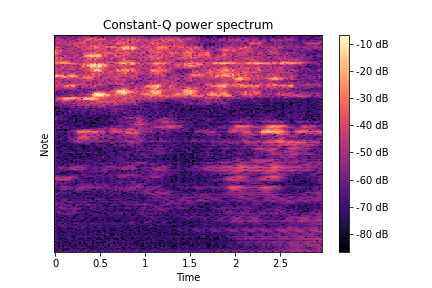 Constant-Q power spectrum
-10 dB
-20 dB
-30 dB
-40 dB
-50 dB
-60 dB
-70 dB
-80 dB
Note
0 0.5 1 1.5 2 2.5
Time